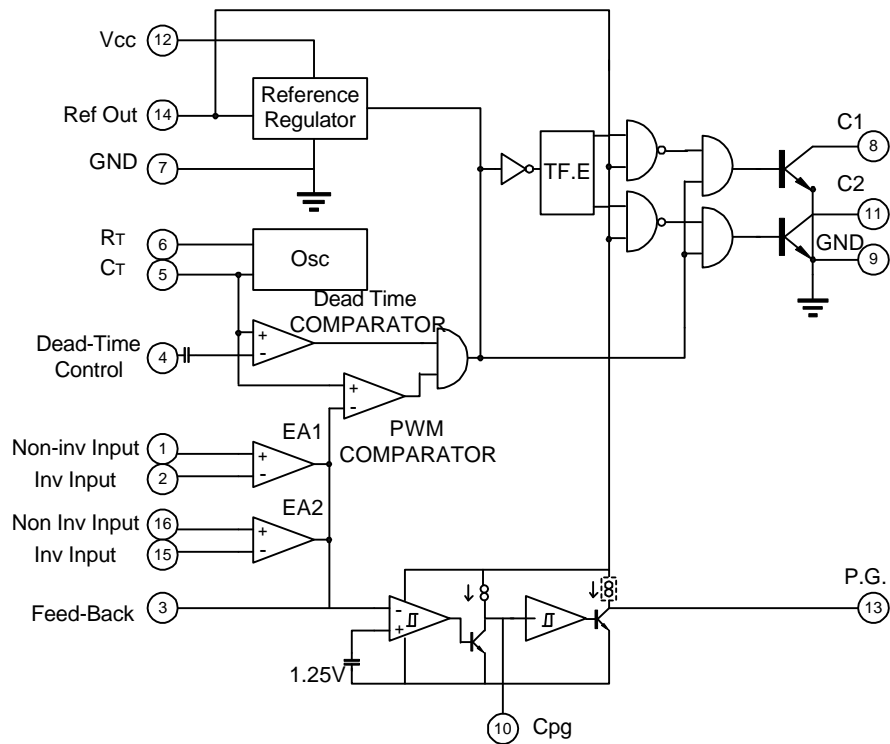 Vcc 12
Ref Out 14
Reference
Regulator
GND 7
TF.E
C1
8
C2
11
GND
9
RT 6
CT 5
Osc
Dead Time
COMPARATOR
+
-
Dead-Time
Control
4
+
-
PWM
COMPARATOR
EA1
Non-inv Input 1 +
Inv Input 2 -
EA2
Non Inv Input 16 +
Inv Input 15 -
Feed-Back 3
-
+
1.25V
P.G.
13
10 Cpg